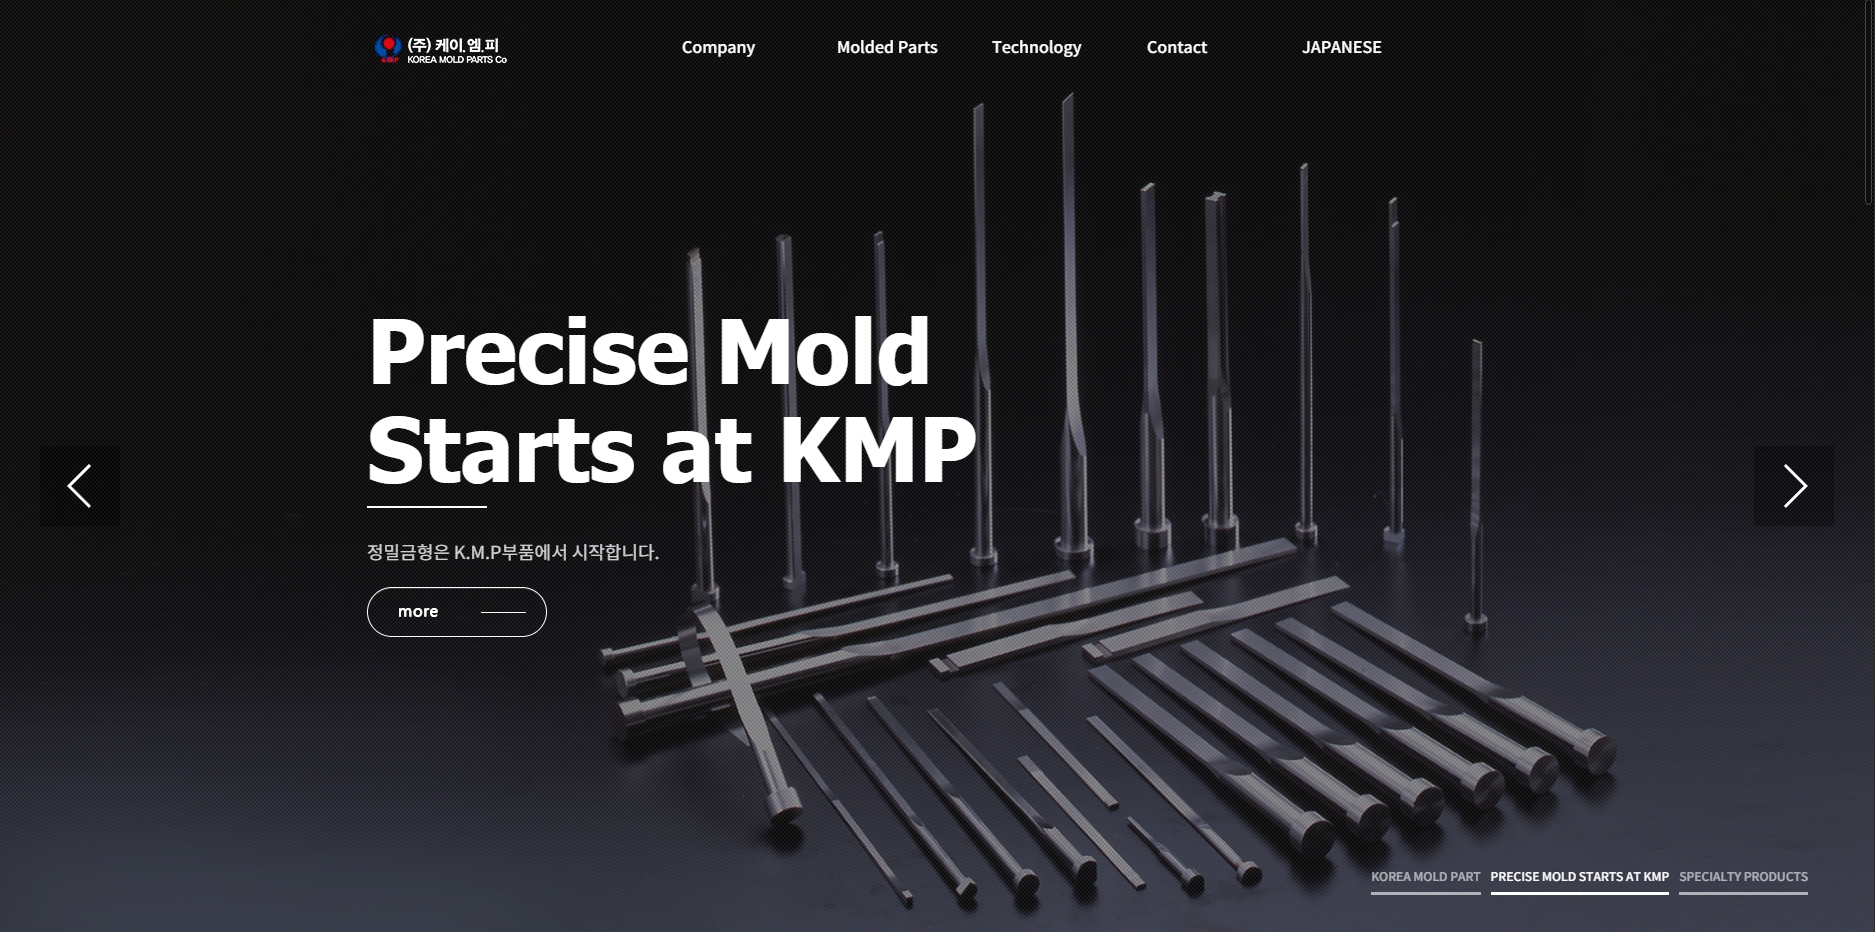 (주) 케이.엠.피
KOREA MOLD PARTS Co
KMP
Company
Molded Parts
Technology
Contact
JAPANESE
Precise Mold
Starts at KMP
정밀금형은 K.M.P부품에서 시작합니다.
more
KOREA MOLD PART
PRECISE MOLD STARTS AT KMP
SPECIALTY PRODUCTS